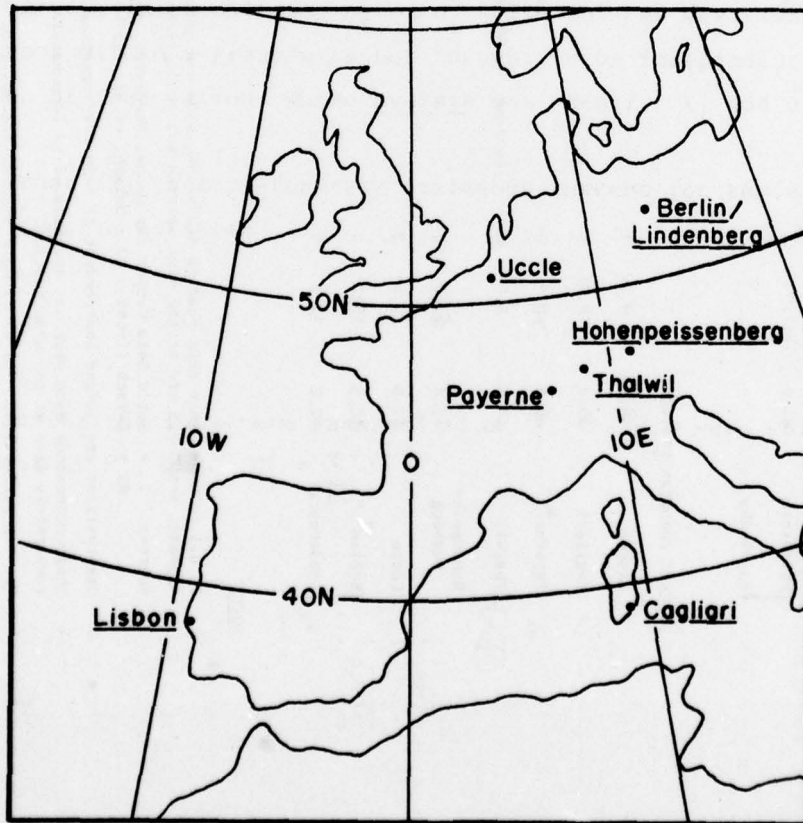 Berlin/
Lindenberg
Uccle
50N
Hohenpeissenberg
Thalwil
Payerne
10W
0
10E
40N
Lisbon
Cagliari